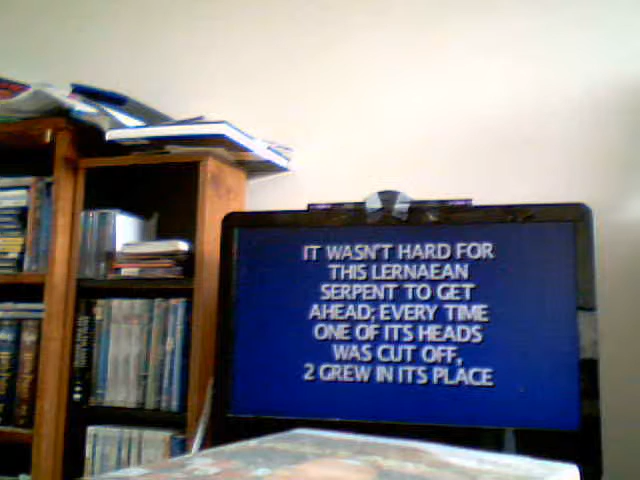 IT WASN'T HARD FOR
THIS LERNAEAN
SERPENT TO GET
AHEAD; EVERY TIME
ONE OF ITS HEADS
WAS CUT OFF,
2 GREW IN ITS PLACE